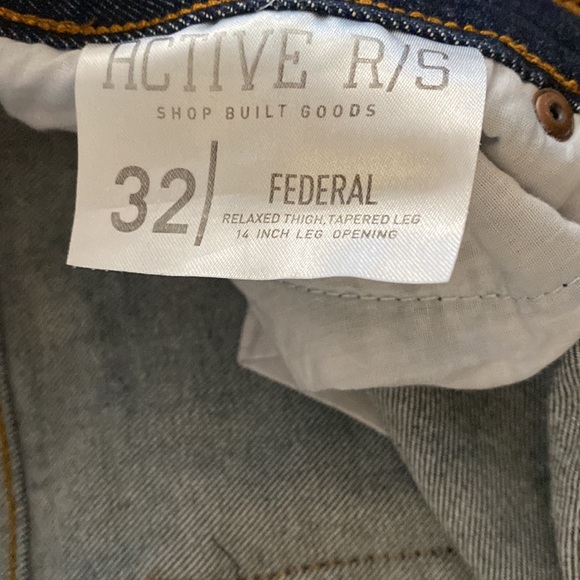 ACTIVE R/S
SHOP BUILT GOODS
32/ FEDERAL
RELAXED THIGH, TAPERED LEG
14 INCH LEG OPENING